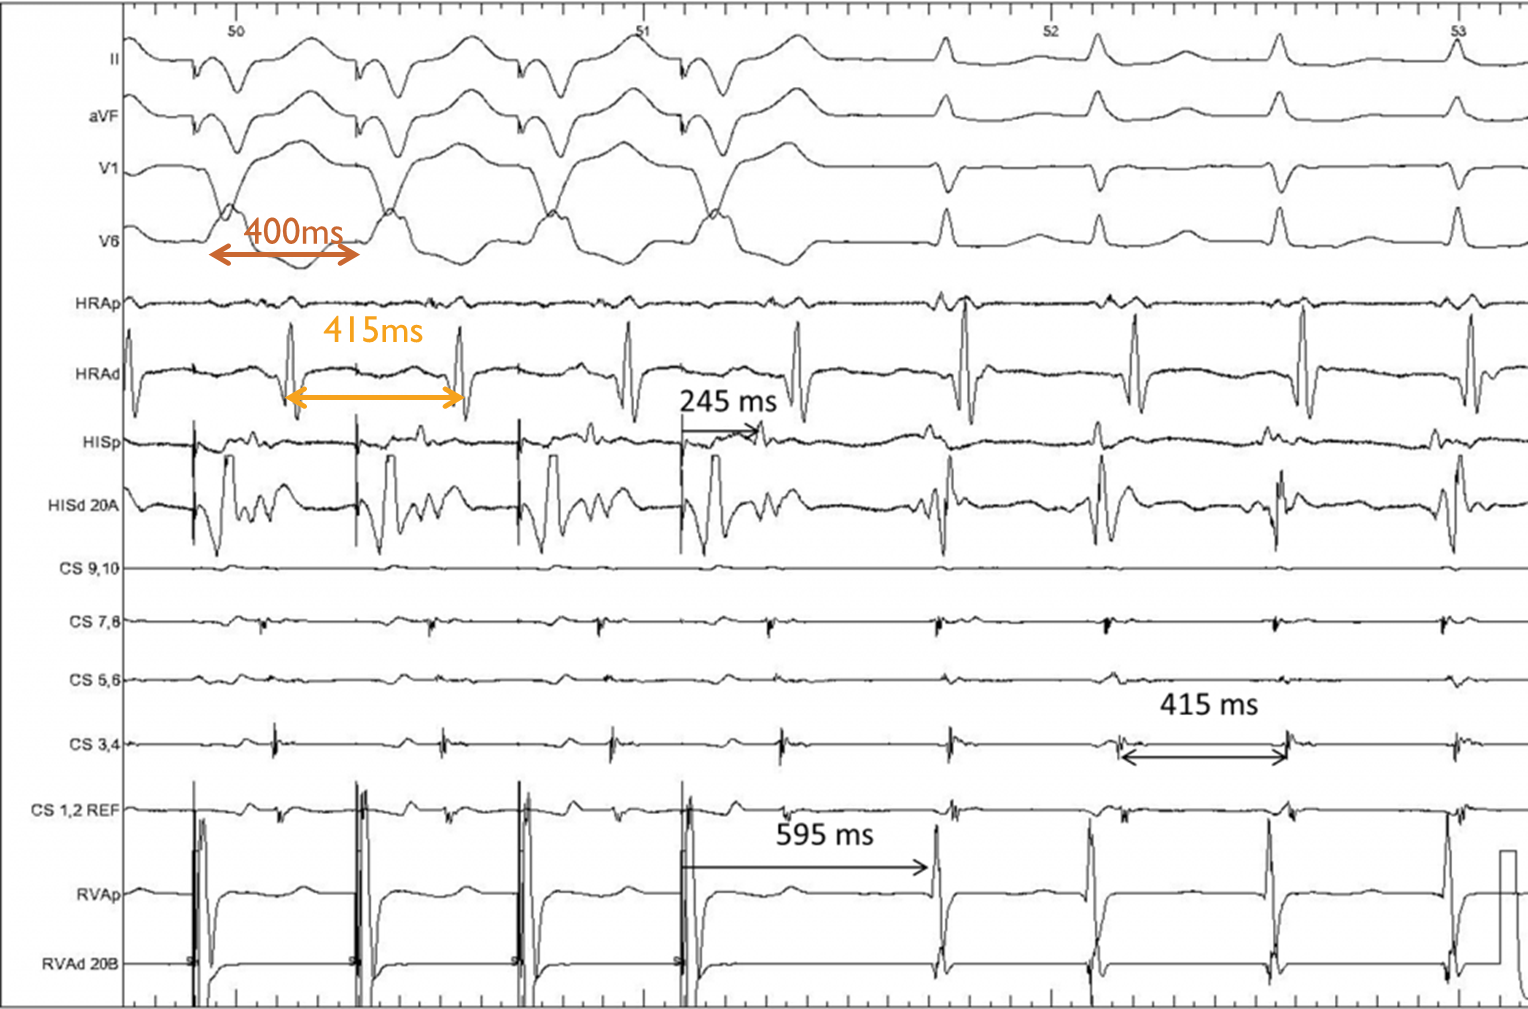 50 51 52 53
II
aVF
V1
V6
400ms
HRAp
415ms
HRAd
245 ms
HISp
HISd 20A
CS 9,10
CS 7,8
CS 5,6
415 ms
CS 3,4
CS 1,2 REF
595 ms
RVAp
RVAd 20B
S S S S